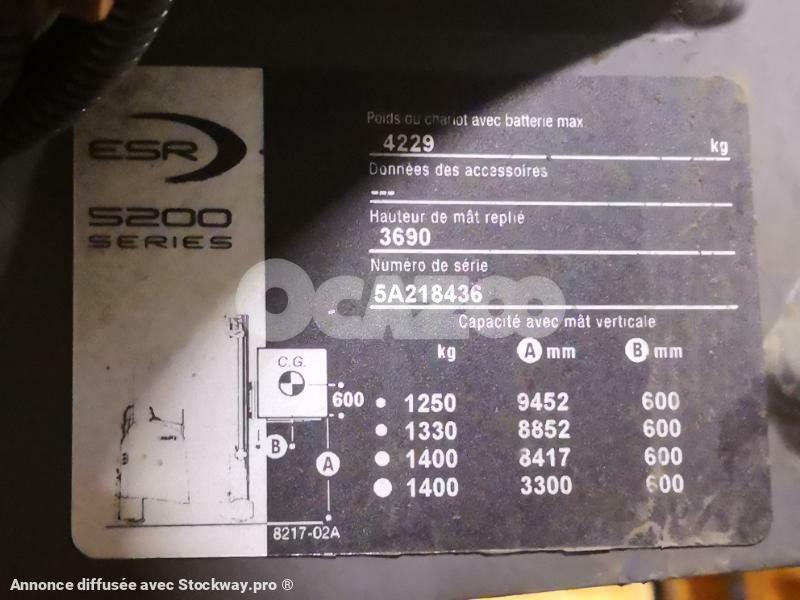 ESR
5200
SERIES
Poids du chariot avec batterie max.
4229 kg
Données des accessoires
---
Hauteur de mât replié
3690
Numéro de série
5A218436
OCAZOO
Capacité avec mât verticale
kg A mm B mm
1250 9452 600
1330 8852 600
1400 8417 600
1400 3300 600
C.G.
600
B
A
8217-02A
Annonce diffusée avec Stockway.pro ®